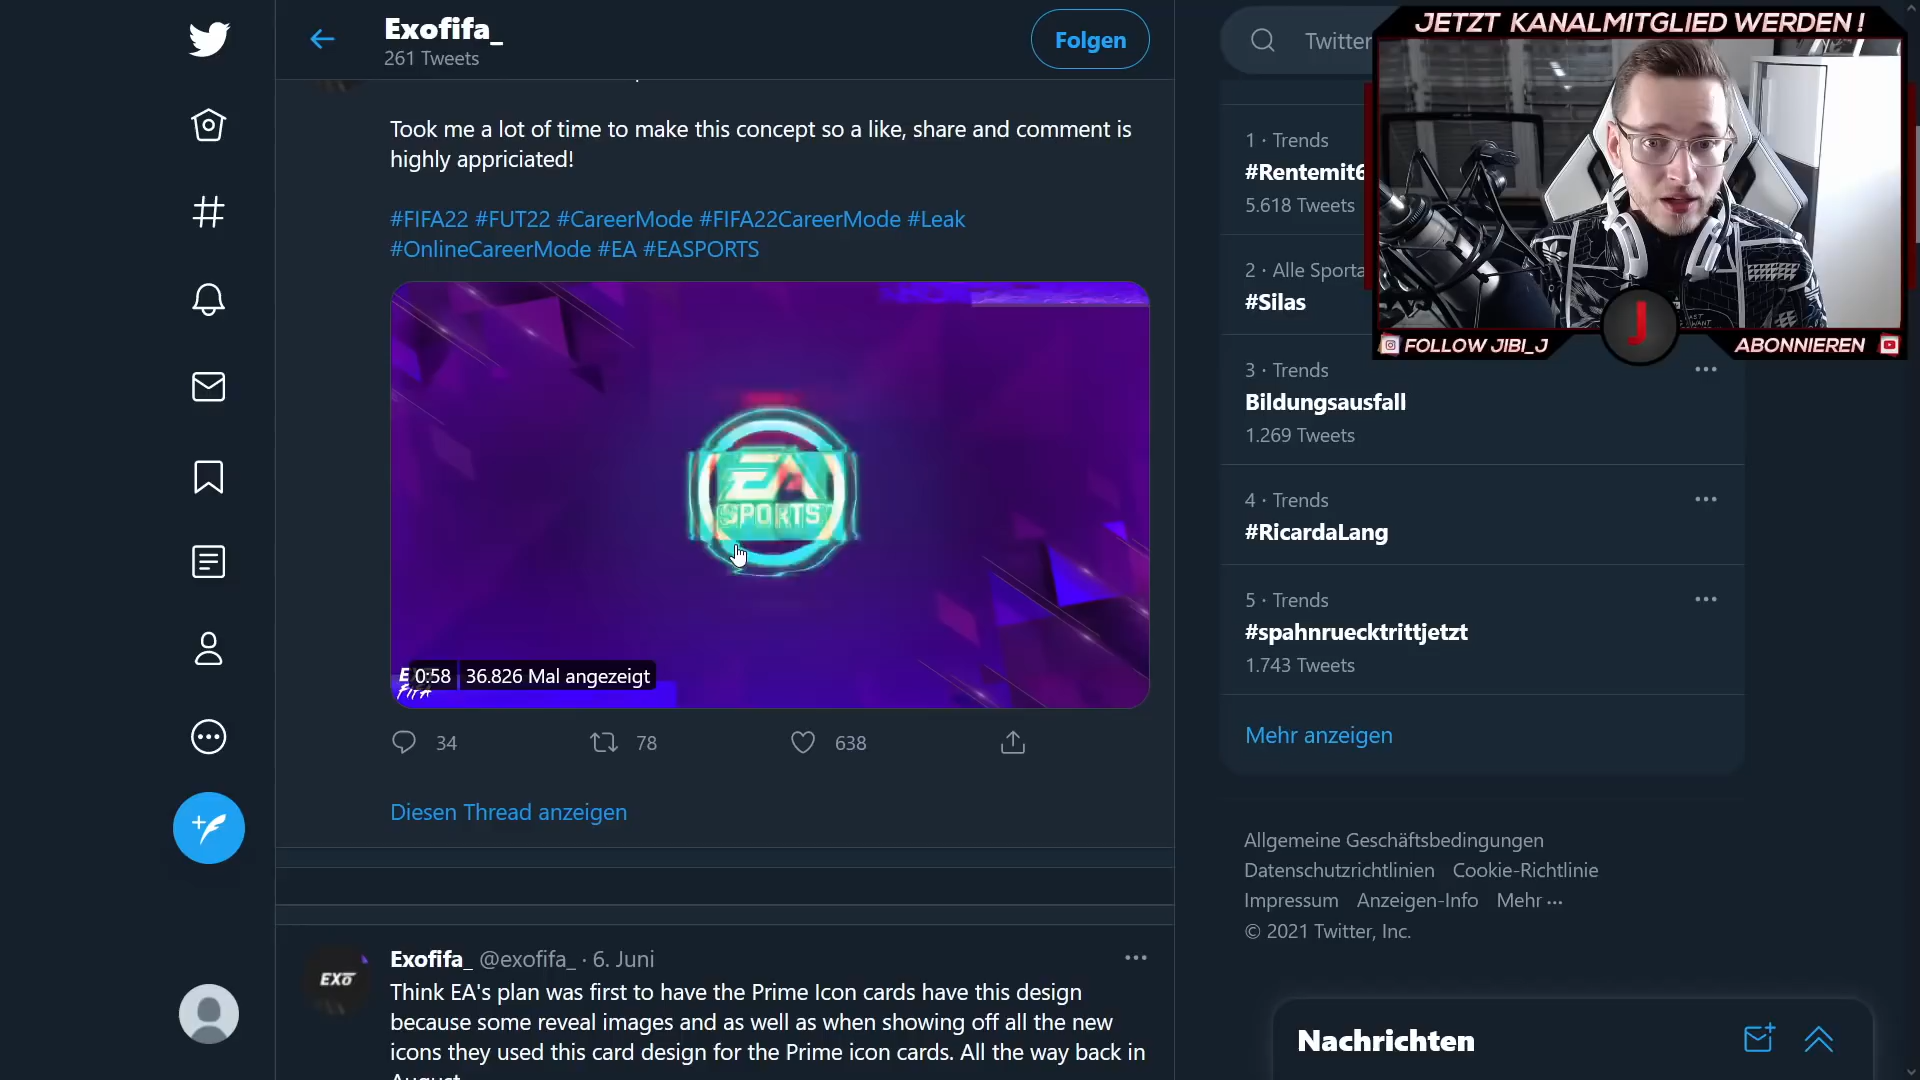 Exofifa_
261 Tweets
Folgen
Took me a lot of time to make this concept so a like, share and comment is
highly appriciated!
#FIFA22 #FUT22 #CareerMode #FIFA22CareerMode #Leak
#OnlineCareerMode #EA #EASPORTS
EA
SPORTS
EXO
FIFA
0:58
36.826 Mal angezeigt
34
78
638
Diesen Thread anzeigen
EXO
Exofifa_ @exofifa_ · 6. Juni
Think EA's plan was first to have the Prime Icon cards have this design
because some reveal images and as well as when showing off all the new
icons they used this card design for the Prime icon cards. All the way back in
August
Twitter
1 · Trends
#Rentemit6
5.618 Tweets
2 · Alle Sporta
#Silas
3 · Trends
Bildungsausfall
1.269 Tweets
4 · Trends
#RicardaLang
5 · Trends
#spahnruecktrittjetzt
1.743 Tweets
Mehr anzeigen
Allgemeine Geschäftsbedingungen
Datenschutzrichtlinien Cookie-Richtlinie
Impressum Anzeigen-Info Mehr ···
© 2021 Twitter, Inc.
Nachrichten
JETZT KANALMITGLIED WERDEN !
FOLLOW JIBI_J
J
ABONNIEREN